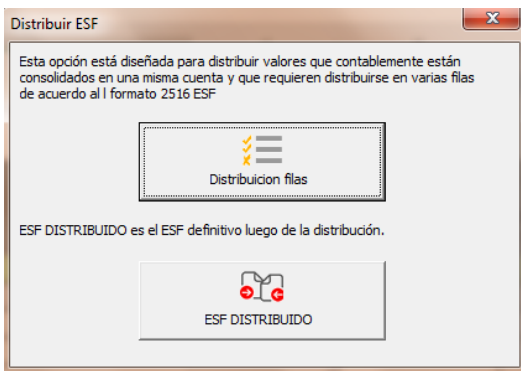 Distribuir ESF
Esta opción está diseñada para distribuir valores que contablemente están
consolidados en una misma cuenta y que requieren distribuirse en varias filas
de acuerdo al l formato 2516 ESF
Distribuicion filas
ESF DISTRIBUIDO es el ESF definitivo luego de la distribución.
ESF DISTRIBUIDO